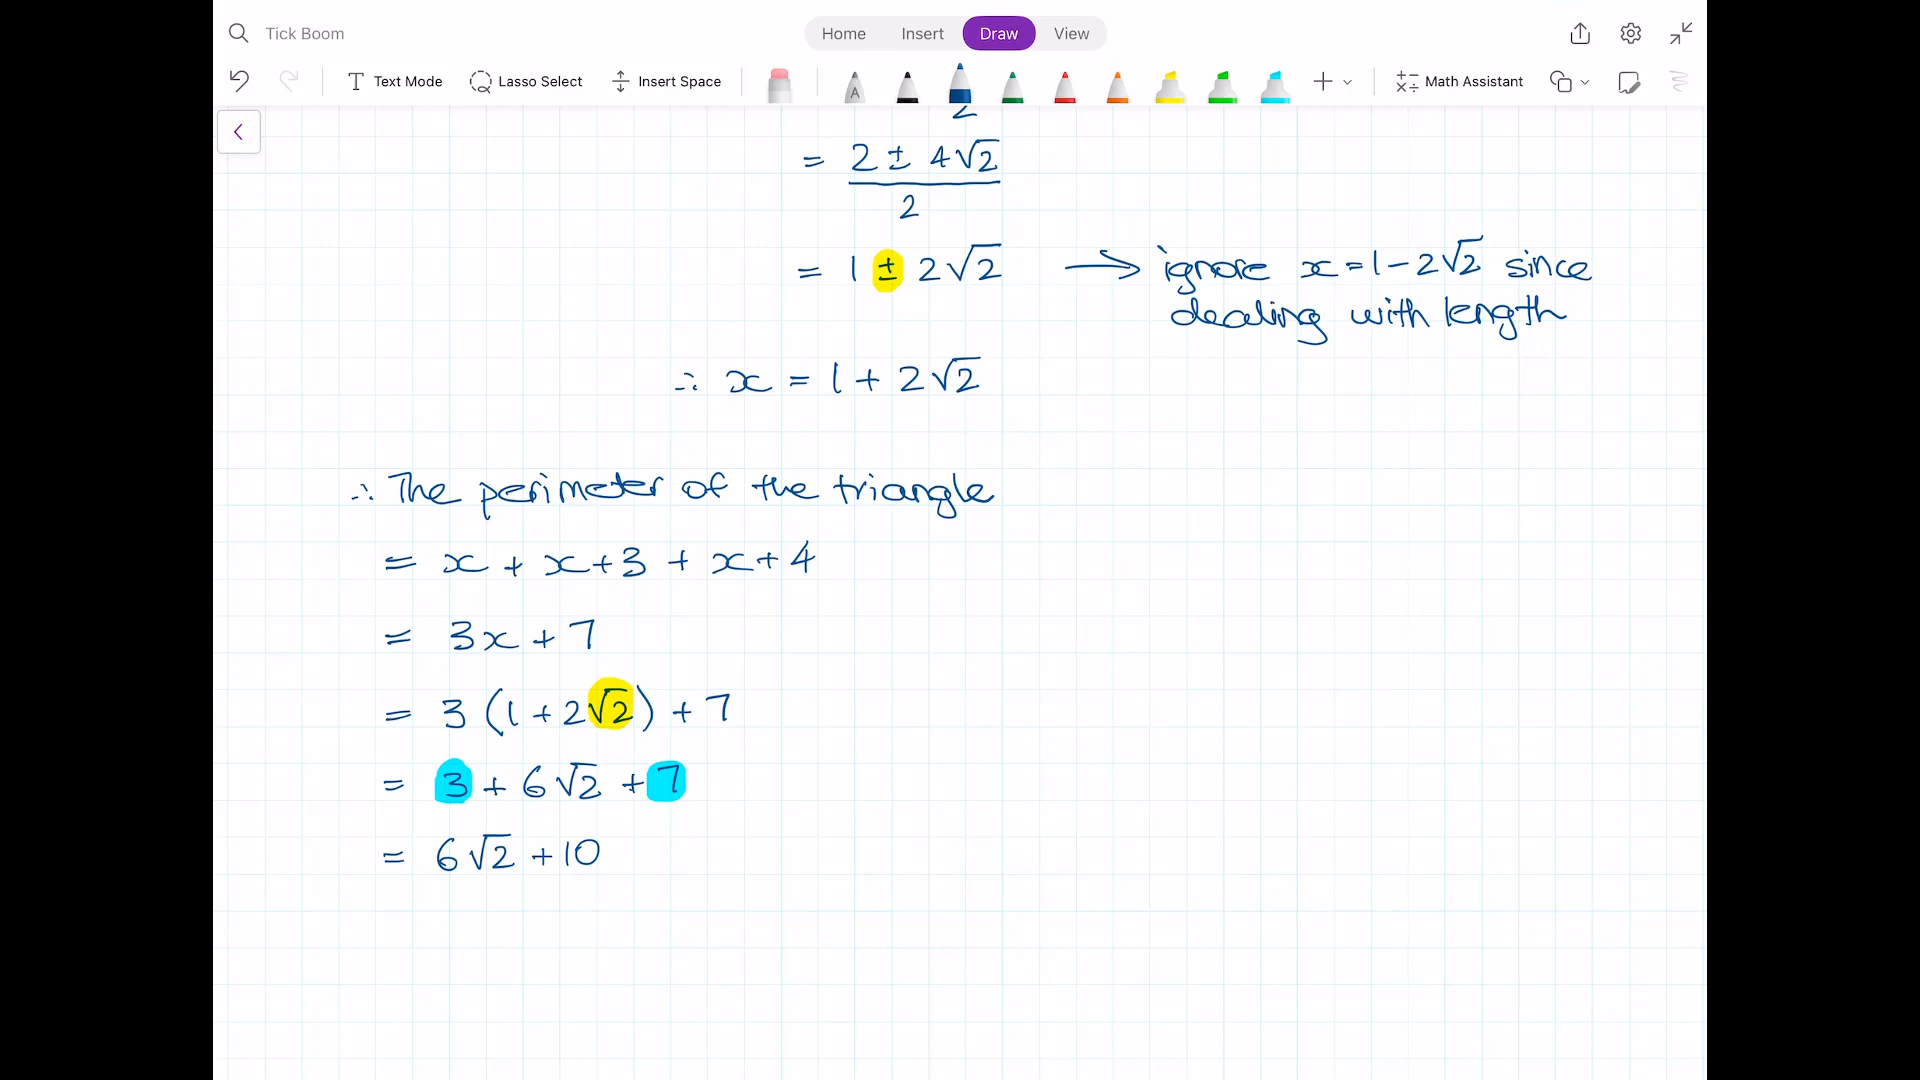 Tick Boom
Home Insert Draw View
Text Mode Lasso Select Insert Space A Math Assistant
2
= 2 ± 4√2
2
= 1 ± 2√2 → ignore x = 1 - 2√2 since
dealing with length
∴ x = 1 + 2√2
∴ The perimeter of the triangle
= x + x + 3 + x + 4
= 3x + 7
= 3 (1 + 2√2) + 7
= 3 + 6√2 + 7
= 6√2 + 10